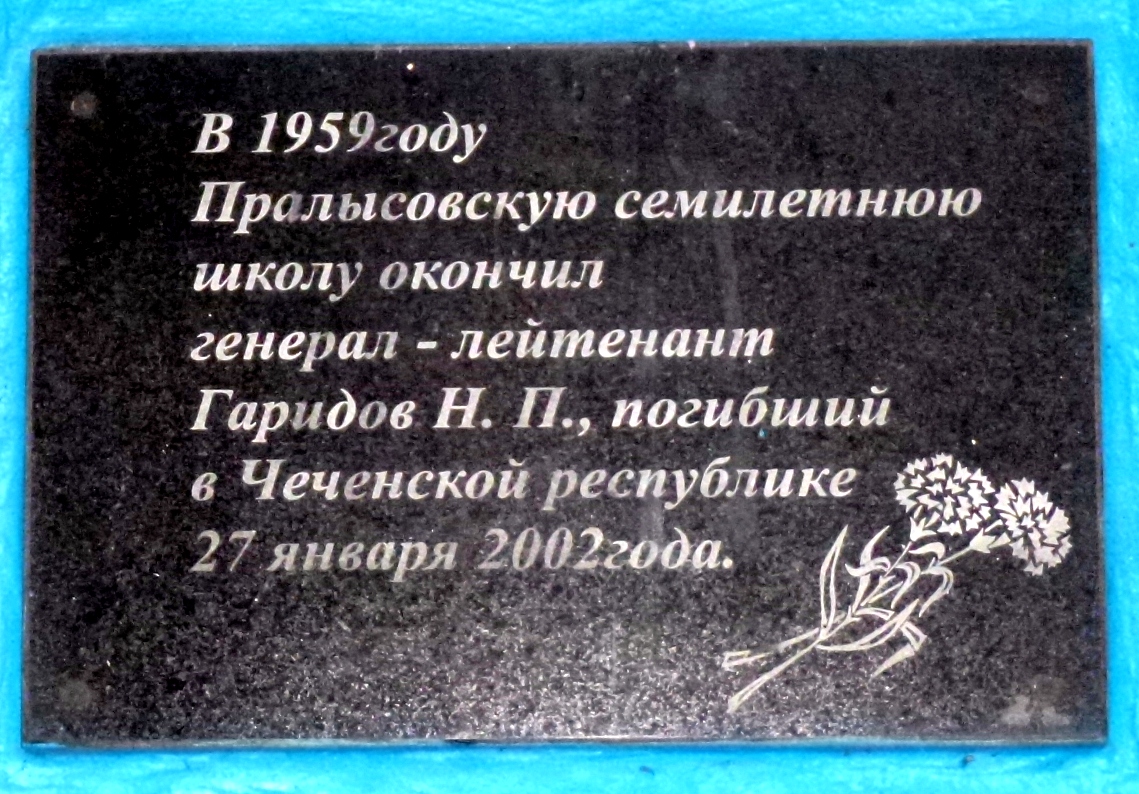 В 1959году
Пралысовскую семилетнюю
школу окончил
генерал - лейтенант
Гаридов Н. П., погибший
в Чеченской республике
27 января 2002года.